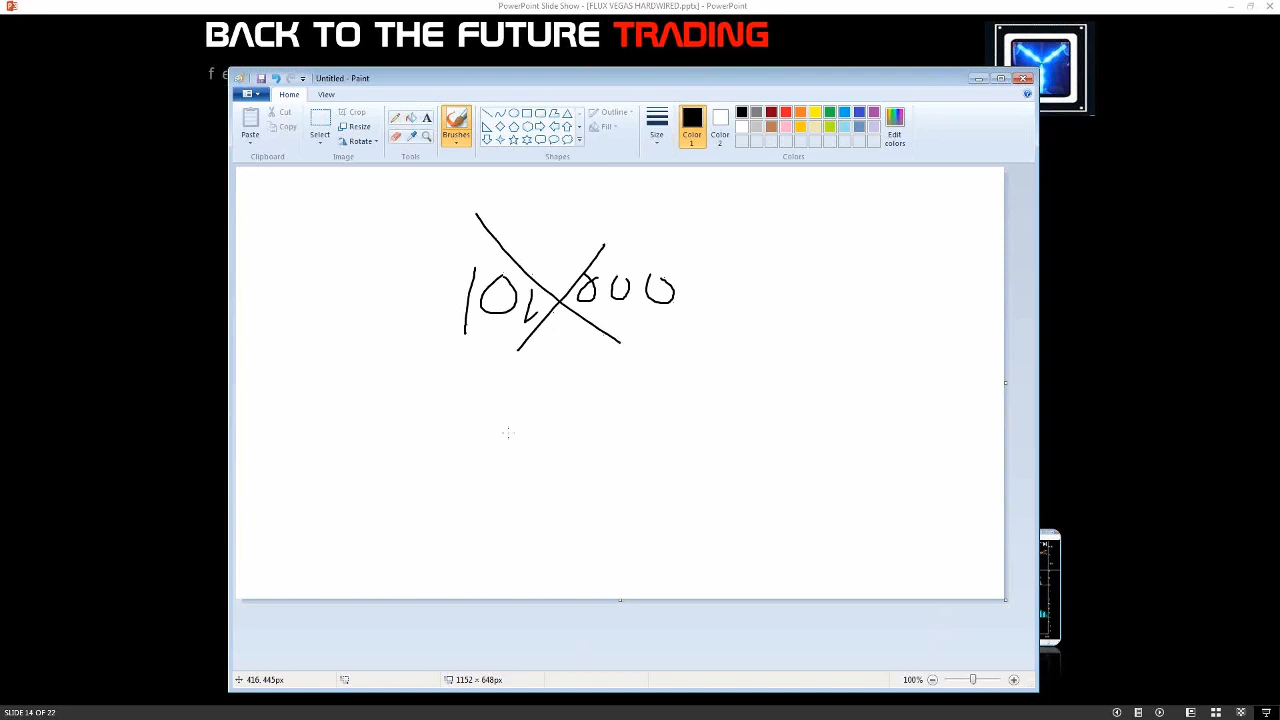 PowerPoint Slide Show - [FLUX VEGAS HARDWIRED.pptx] - PowerPoint
BACK TO THE FUTURE TRADING
f e
Untitled - Paint
Home View
Paste
Cut
Copy
Clipboard
Select
Crop
Resize
Rotate
Image
A
Tools
Brushes
Outline
Fill
Shapes
Size
Color 1
Color 2
Edit colors
Colors
10,000
416, 445px
1152 × 648px
100%
SLIDE 14 OF 22